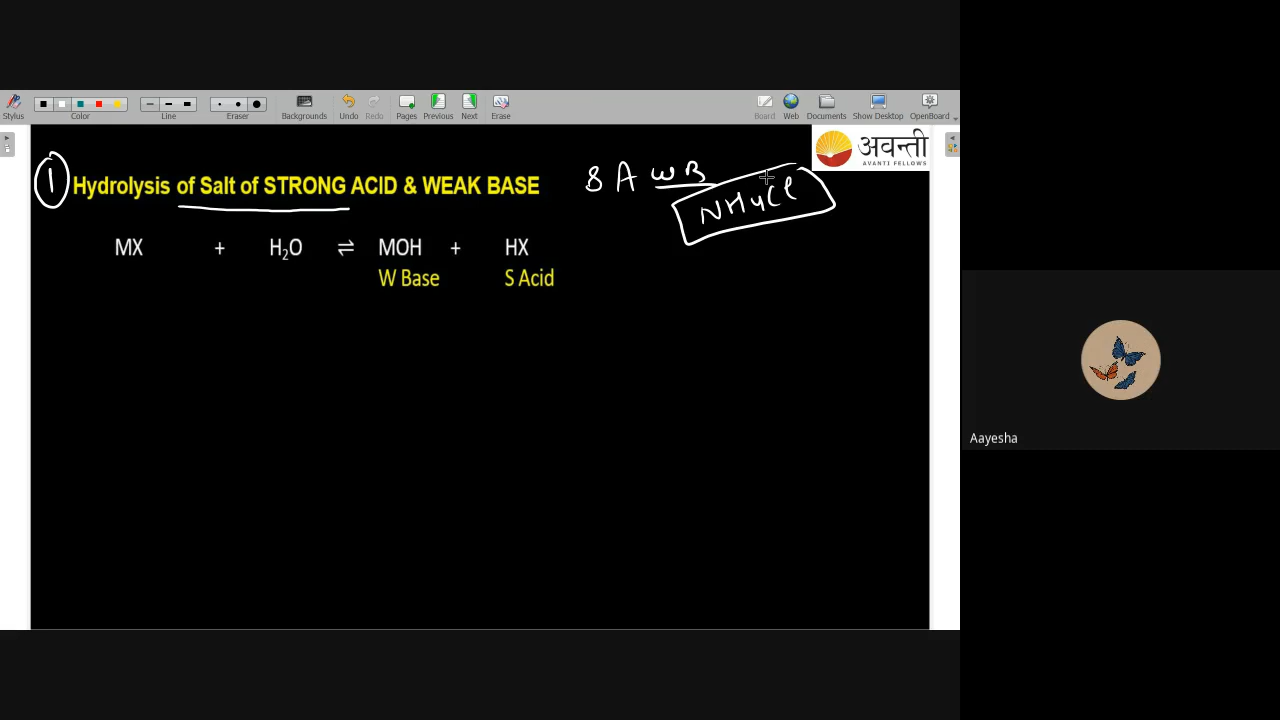 Stylus Color Line Eraser Backgrounds Undo Redo Pages Previous Next Erase Board Web Documents Show Desktop OpenBoard
अवन्ती
AVANTI FELLOWS
1 Hydrolysis of Salt of STRONG ACID & WEAK BASE
S A W B
NH4Cl
MX + H₂O ⇌ MOH + HX
W Base S Acid
Aayesha